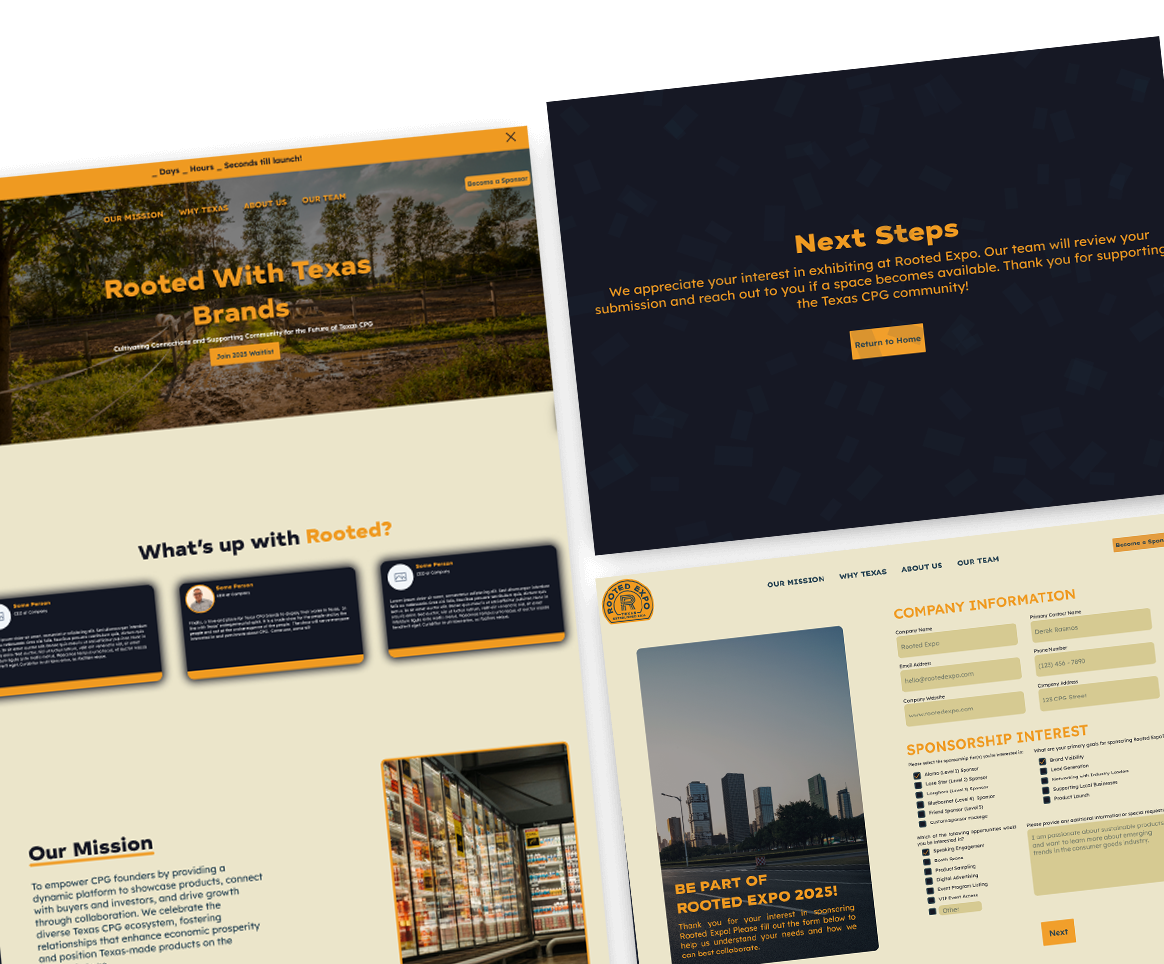 _ Days _ Hours _ Seconds till launch!
Become a Sponsor
OUR MISSION WHY TEXAS ABOUT US OUR TEAM
Rooted With Texas
Brands
Cultivating Connections and Supporting Community for the Future of Texas CPG
Join 2025 Waitlist
What's up with Rooted?
Some Person
CEO of Company
Some Person
CEO of Company
Some Person
CEO of Company
Our Mission
To empower CPG founders by providing a
dynamic platform to showcase products, connect
with buyers and investors, and drive growth
through collaboration. We celebrate the
diverse Texas CPG ecosystem, fostering
relationships that enhance economic prosperity
and position Texas-made products on the
Next Steps
We appreciate your interest in exhibiting at Rooted Expo. Our team will review your
submission and reach out to you if a space becomes available. Thank you for supporting
the Texas CPG community!
Return to Home
ROOTED EXPO
TEXAS
OUR MISSION WHY TEXAS ABOUT US OUR TEAM
Become a Spon
BE PART OF
ROOTED EXPO 2025!
Thank you for your interest in sponsoring
Rooted Expo! Please fill out the form below to
help us understand your needs and how we
can best collaborate.
COMPANY INFORMATION
Company Name
Rooted Expo
Primary Contact Name
Email Address
hello@rootedexpo.com
Phone Number
(123) 456 - 7890
Company Website
www.rootedexpo.com
Company Address
123 CPG Street
SPONSORSHIP INTEREST
Please select the sponsorship tier(s) you're interested in:
Alamo (Level 1) Sponsor
Lone Star (Level 2) Sponsor
Longhorn (Level 3) Sponsor
Bluebonnet (Level 4) Sponsor
Friend Sponsor (Level 5)
Custom Sponsor Package
What are your primary goals for sponsoring Rooted Expo?
Brand Visibility
Lead Generation
Networking with Industry Leaders
Supporting Local Businesses
Product Launch
Which of the following opportunities would
you be interested in?
Speaking Engagement
Booth Space
Product Sampling
Digital Advertising
Event Program Listing
VIP Event Access
Other:
Please provide any additional information or special requests
I am passionate about sustainable products
and want to learn more about emerging
trends in the consumer goods industry.
Next